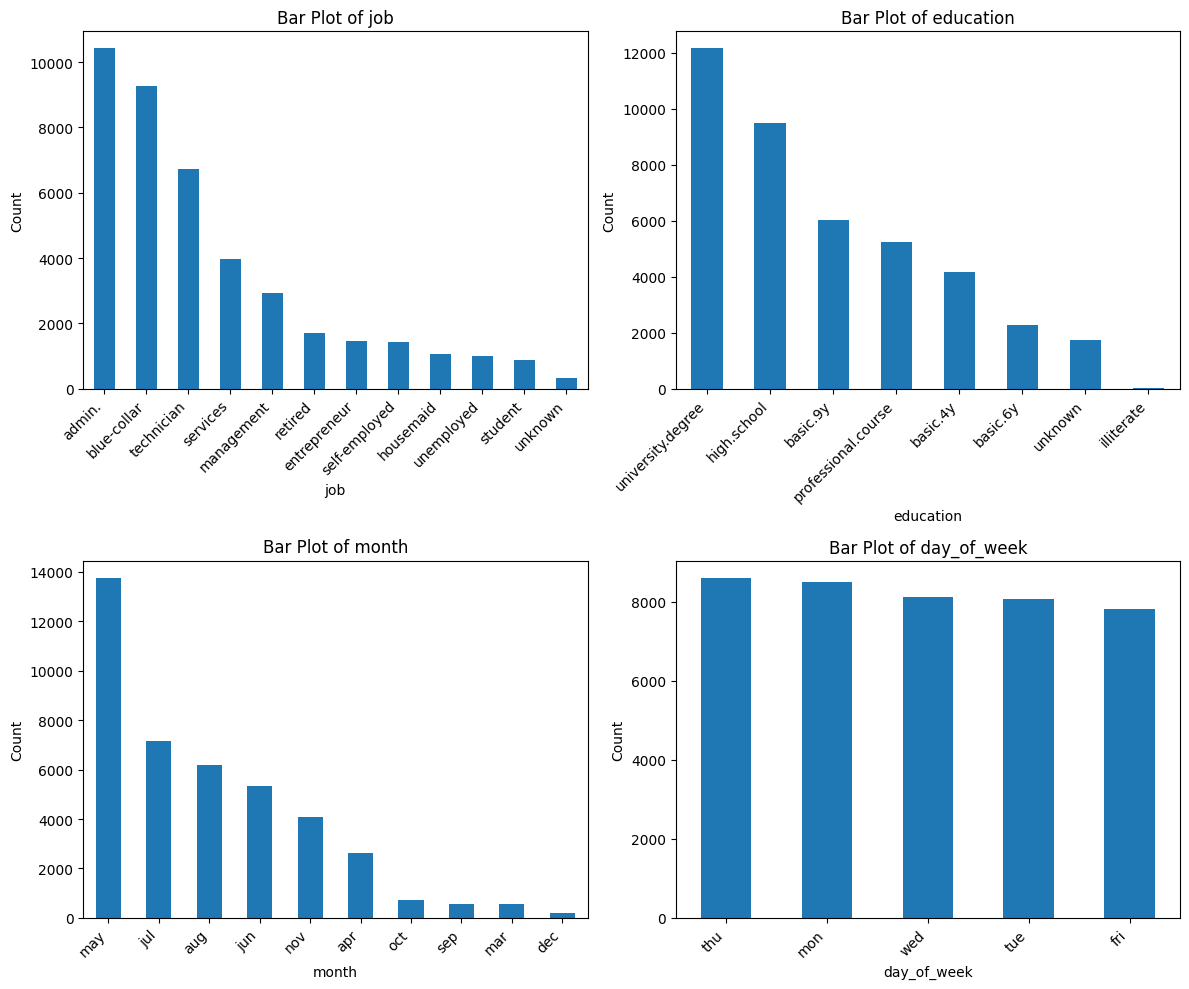 Bar Plot of job
10000
8000
6000
4000
2000
0
Count
admin.
blue-collar
technician
services
management
retired
entrepreneur
self-employed
housemaid
unemployed
student
unknown
job
Bar Plot of education
12000
10000
8000
6000
4000
2000
0
Count
university.degree
high.school
basic.9y
professional.course
basic.4y
basic.6y
unknown
illiterate
education
Bar Plot of month
14000
12000
10000
8000
6000
4000
2000
0
Count
may
jul
aug
jun
nov
apr
oct
sep
mar
dec
month
Bar Plot of day_of_week
8000
6000
4000
2000
0
Count
thu
mon
wed
tue
fri
day_of_week